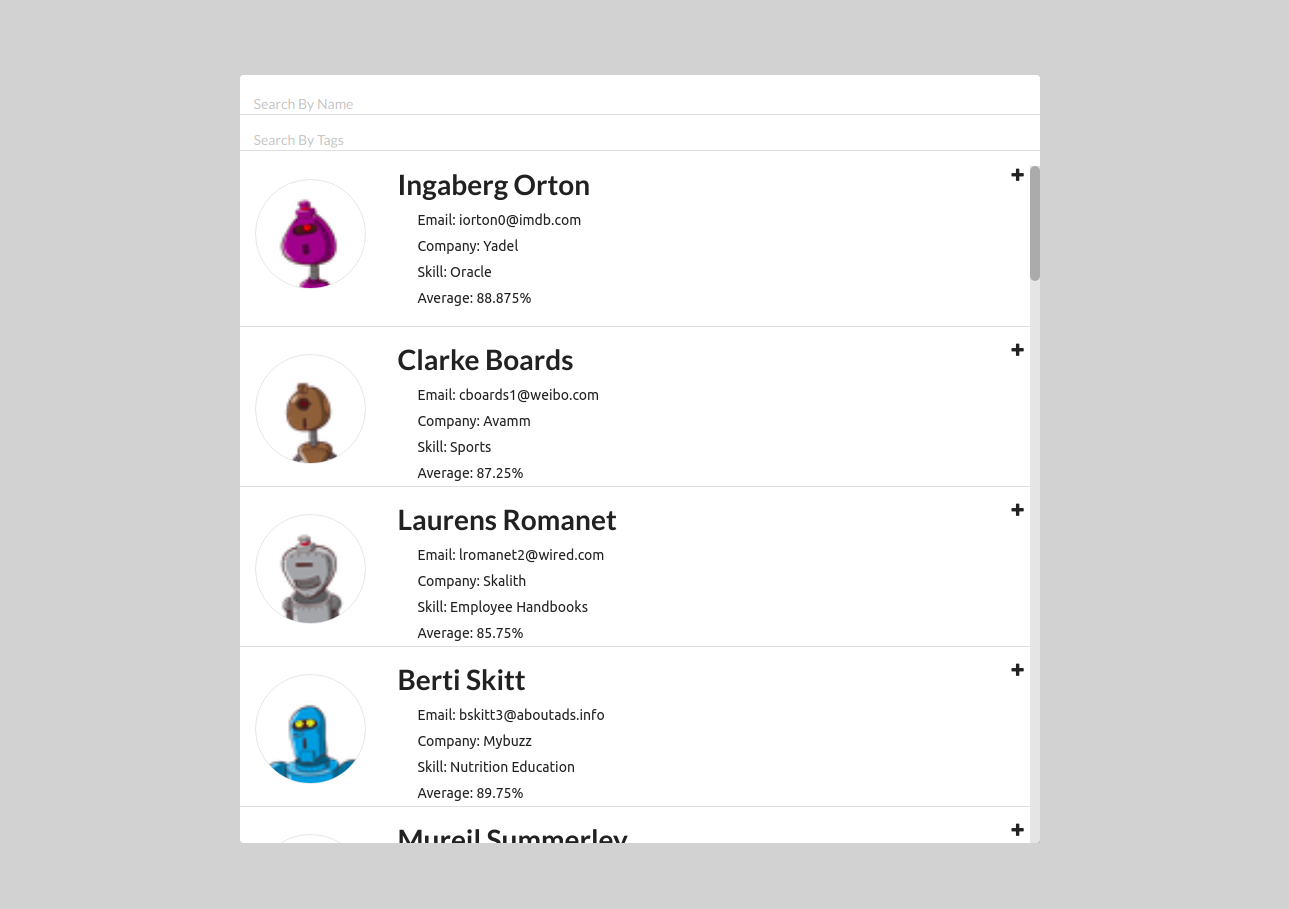 Search By Name
Search By Tags
Ingaberg Orton
Email: iorton0@imdb.com
Company: Yadel
Skill: Oracle
Average: 88.875%
Clarke Boards
Email: cboards1@weibo.com
Company: Avamm
Skill: Sports
Average: 87.25%
Laurens Romanet
Email: lromanet2@wired.com
Company: Skalith
Skill: Employee Handbooks
Average: 85.75%
Berti Skitt
Email: bskitt3@aboutads.info
Company: Mybuzz
Skill: Nutrition Education
Average: 89.75%
Mureil Summerley